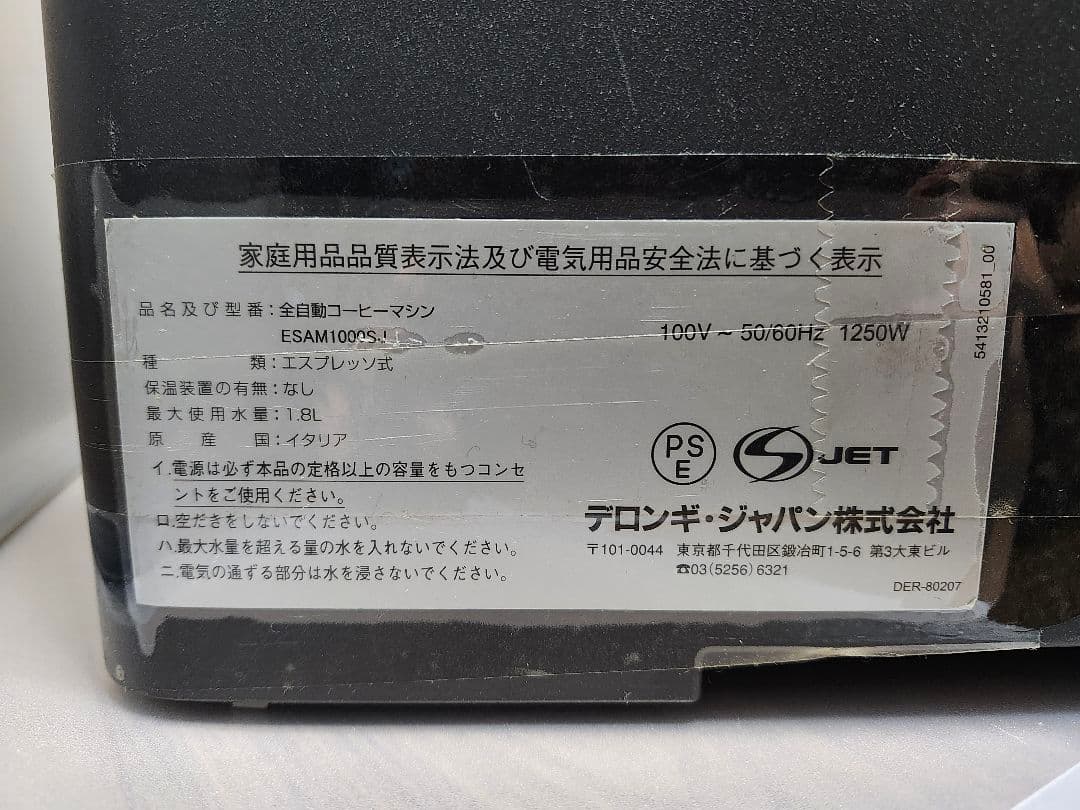 家庭用品品質表示法及び電気用品安全法に基づく表示
品名及び型番：全自動コーヒーマシン
ESAM1000SJ
100V～ 50/60Hz 1250W
種類：エスプレッソ式
保温装置の有無：なし
最大使用水量：1.8L
原産国：イタリア
イ.電源は必ず本品の定格以上の容量をもつコンセ
ントをご使用ください。
ロ.空だきをしないでください。
ハ.最大水量を超える量の水を入れないでください。
ニ.電気の通ずる部分は水を浸さないでください。
PS
E
S JET
デロンギ・ジャパン株式会社
〒101-0044 東京都千代田区鍛冶町1-5-6 第3大東ビル
☎03(5256)6321
DER-80207
5413210581_00